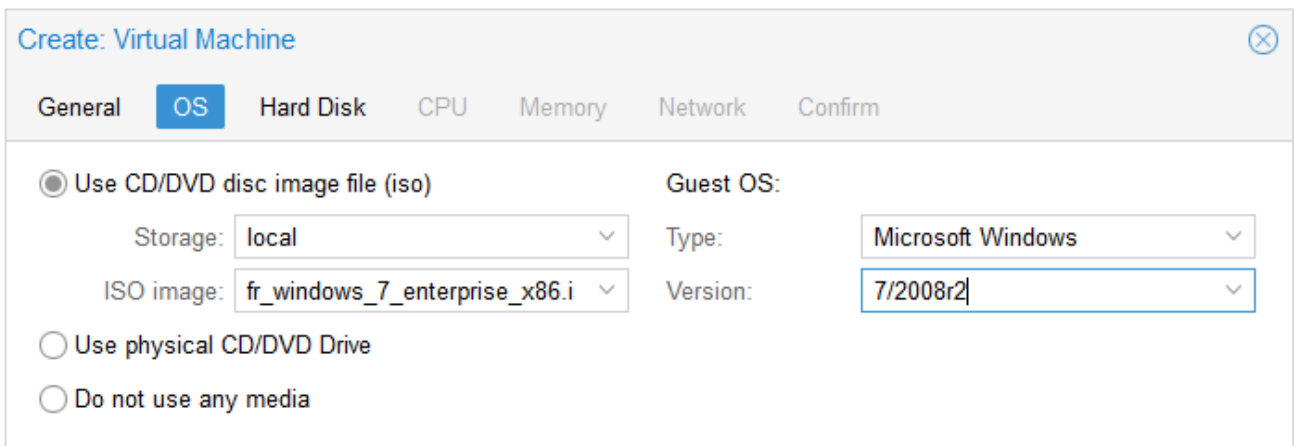 Create: Virtual Machine
General OS Hard Disk CPU Memory Network Confirm
Use CD/DVD disc image file (iso) Guest OS:
Storage: local Type: Microsoft Windows
ISO image: fr_windows_7_enterprise_x86.i Version: 7/2008r2
Use physical CD/DVD Drive
Do not use any media